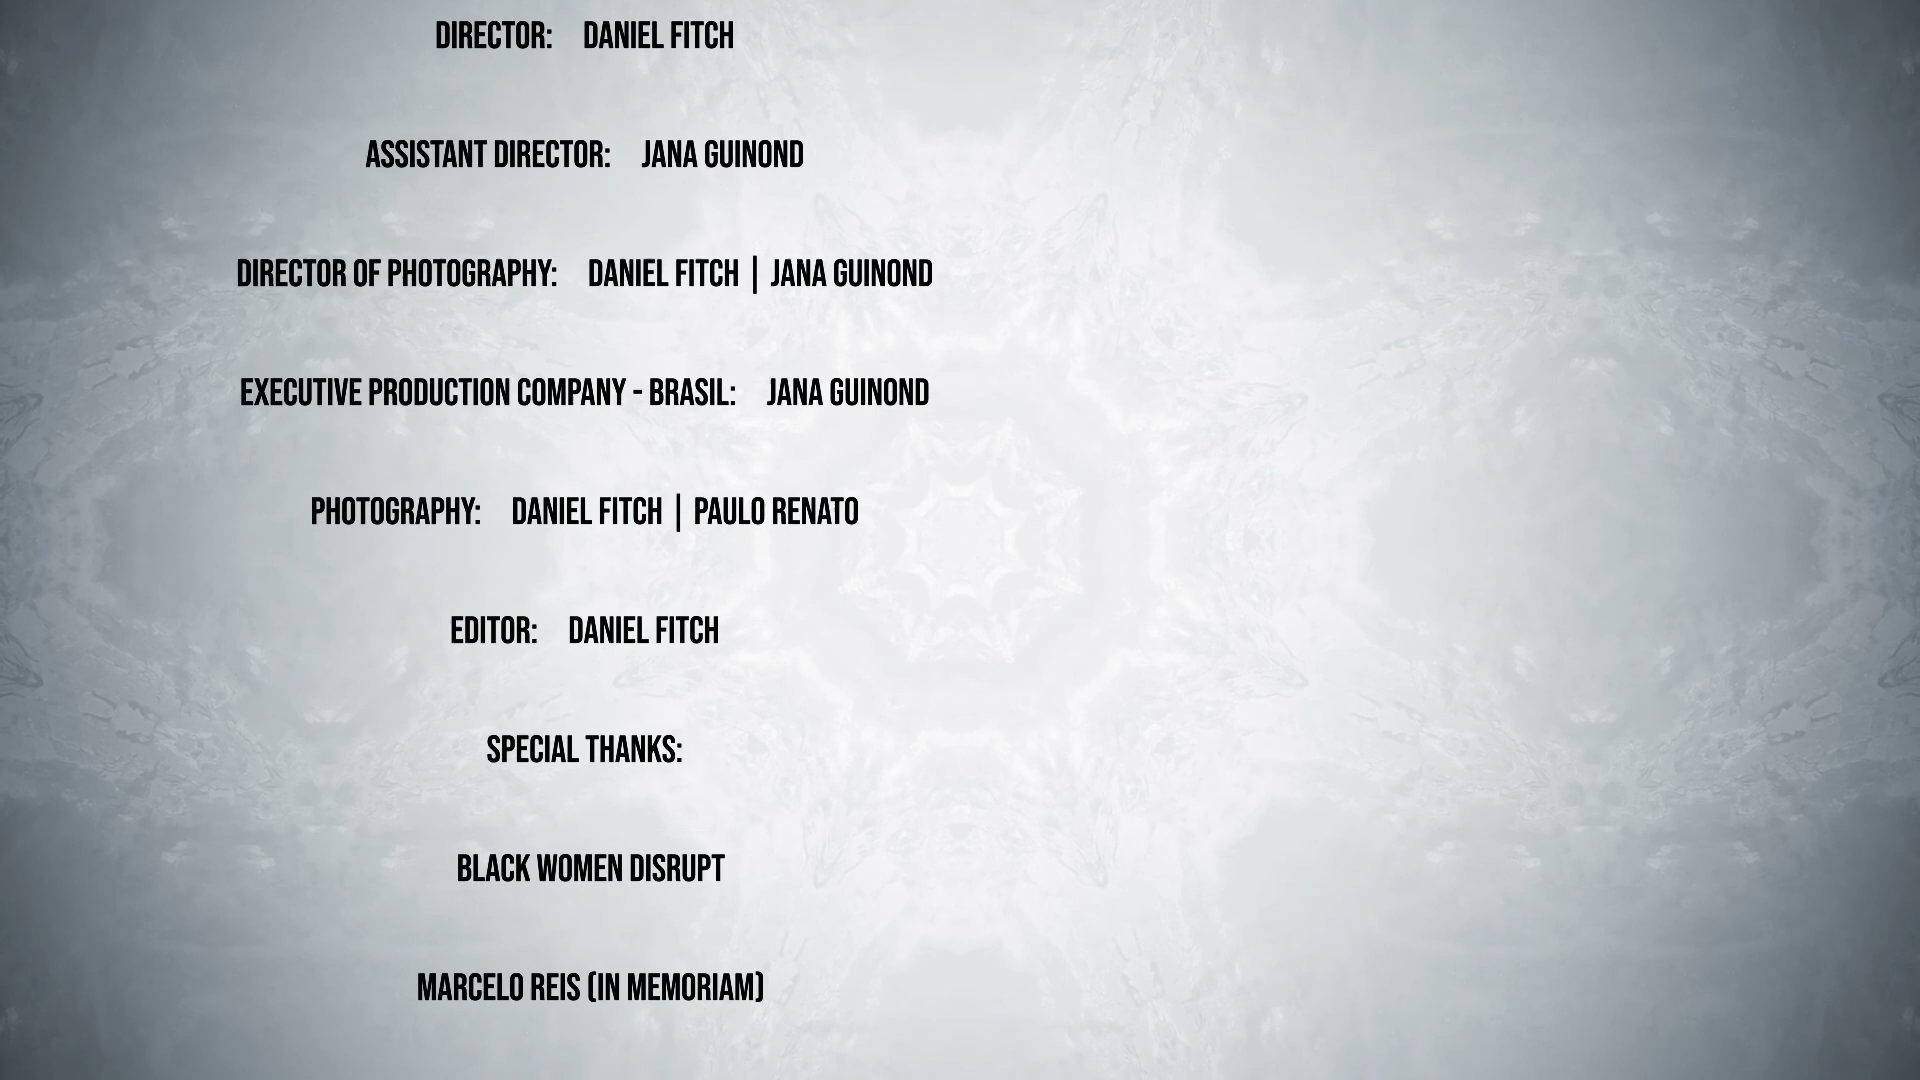 DIRECTOR: DANIEL FITCH
ASSISTANT DIRECTOR: JANA GUINOND
DIRECTOR OF PHOTOGRAPHY: DANIEL FITCH | JANA GUINOND
EXECUTIVE PRODUCTION COMPANY - BRASIL: JANA GUINOND
PHOTOGRAPHY: DANIEL FITCH | PAULO RENATO
EDITOR: DANIEL FITCH
SPECIAL THANKS:
BLACK WOMEN DISRUPT
MARCELO REIS (IN MEMORIAM)